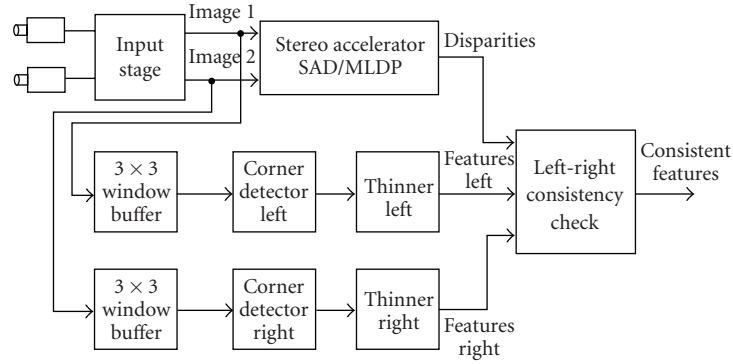 Image 1
Input
stage
Image 2
Stereo accelerator
SAD/MLDP
Disparities
3 × 3
window
buffer
Corner
detector
left
Thinner
left
Features
left
Left-right
consistency
check
Consistent
features
3 × 3
window
buffer
Corner
detector
right
Thinner
right
Features
right